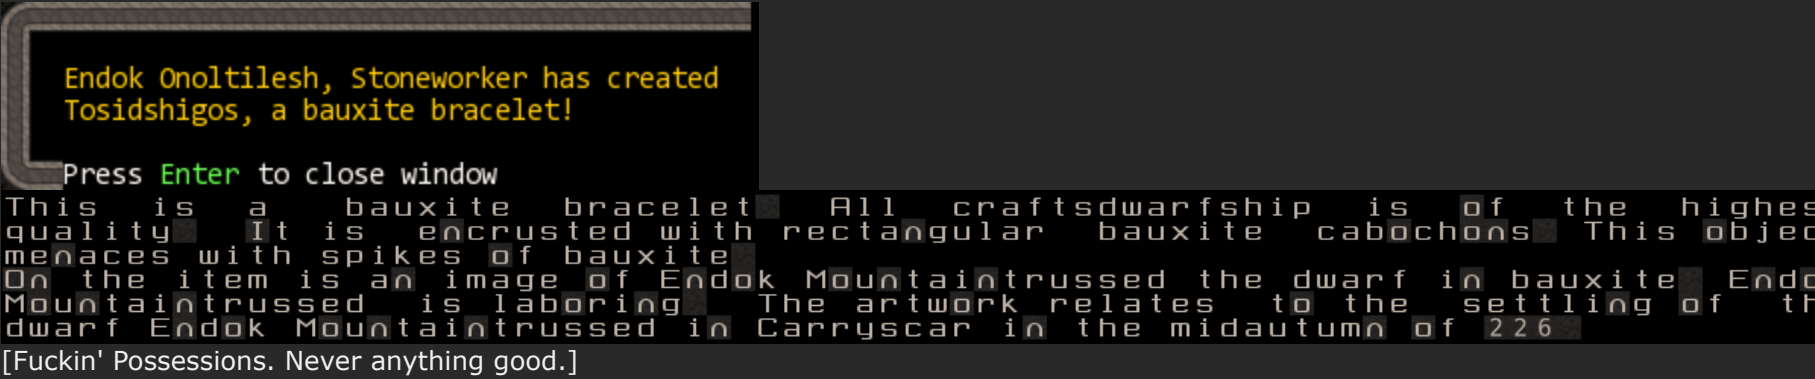 Endok Onoltilesh, Stoneworker has created
Tosidshigos, a bauxite bracelet!
Press Enter to close window
This is a bauxite bracelet All craftsdwarfship is of the highes
quality It is encrusted with rectangular bauxite cabochons This objec
menaces with spikes of bauxite
On the item is an image of Endok Mountaintrussed the dwarf in bauxite Endo
Mountaintrussed is laboring The artwork relates to the settling of th
dwarf Endok Mountaintrussed in Carryscar in the midautumn of 226
[Fuckin' Possessions. Never anything good.]